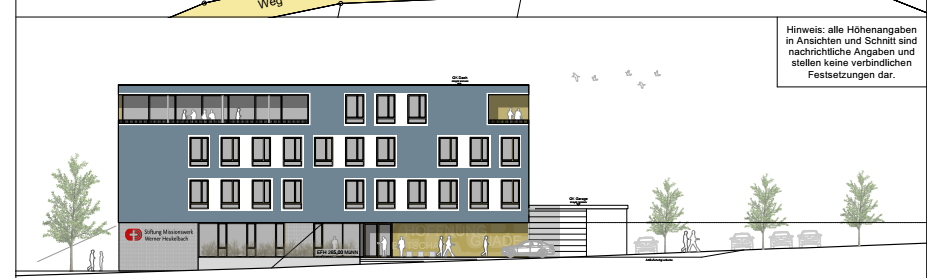 Weg
Hinweis: alle Höhenangaben
in Ansichten und Schnitt sind
nachrichtliche Angaben und
stellen keine verbindlichen
Festsetzungen dar.
OK Dach
OK Garage
Stiftung Missionswerk
Werner Heukelbach
EFH 365,00 MüNN